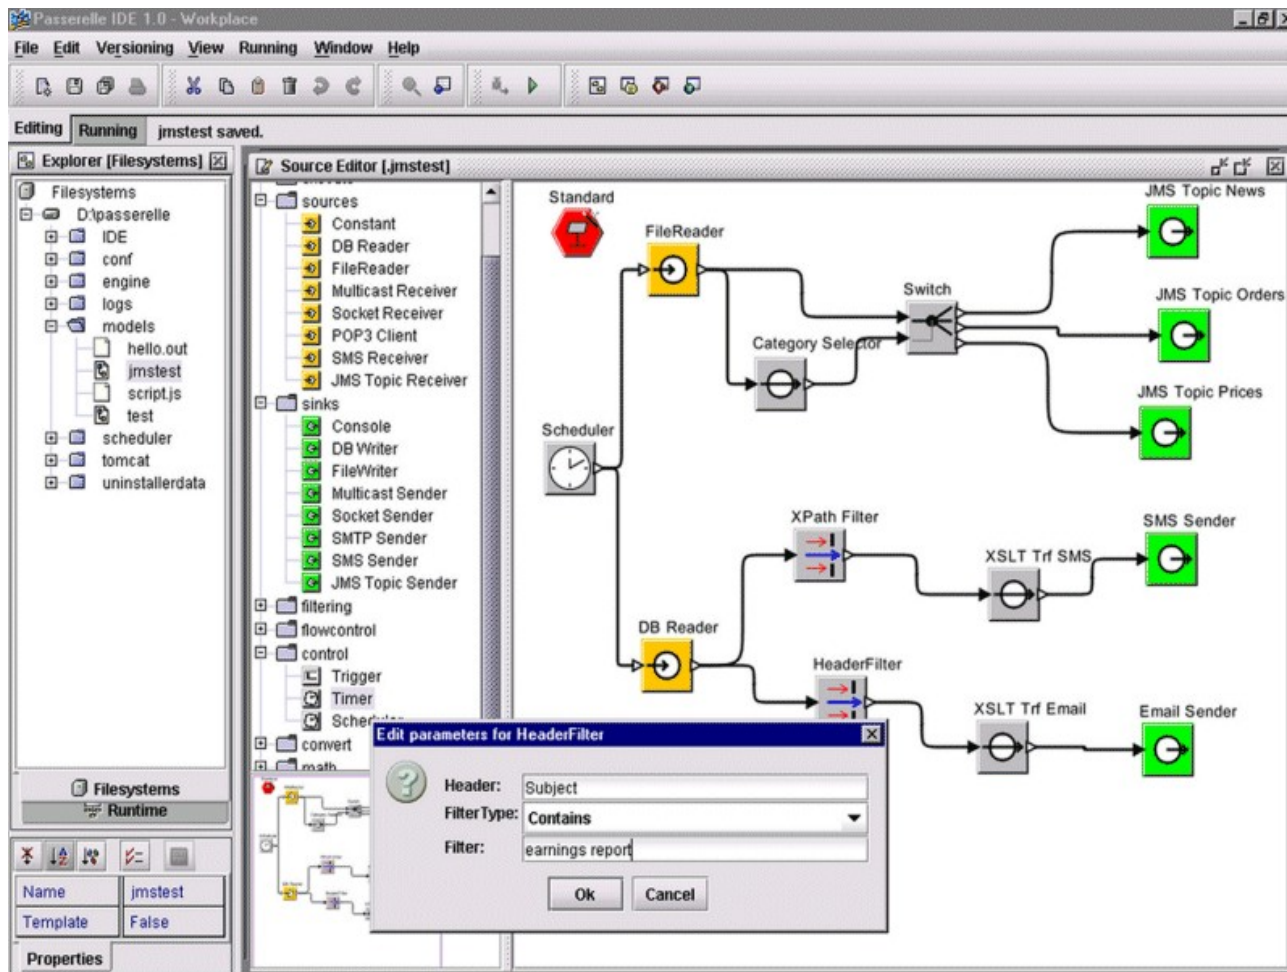 Passerelle IDE 1.0 - Workplace
File Edit Versioning View Running Window Help
Editing Running jmstest saved.
Explorer [Filesystems]
Filesystems
D:\passerelle
IDE
conf
engine
logs
models
hello.out
jmstest
script.js
test
scheduler
tomcat
uninstallerdata
Filesystems
Runtime
Name jmstest
Template False
Properties
Source Editor [.jmstest]
sources
Constant
DB Reader
FileReader
Multicast Receiver
Socket Receiver
POP3 Client
SMS Receiver
JMS Topic Receiver
sinks
Console
DB Writer
FileWriter
Multicast Sender
Socket Sender
SMTP Sender
SMS Sender
JMS Topic Sender
filtering
flowcontrol
control
Trigger
Timer
Scheduler
convert
math
Standard
FileReader
JMS Topic News
Switch
JMS Topic Orders
Category Selector
JMS Topic Prices
Scheduler
XPath Filter
SMS Sender
XSLT Trf SMS
DB Reader
HeaderFilter
XSLT Trf Email
Email Sender
Edit parameters for HeaderFilter
Header: Subject
FilterType: Contains
Filter: earnings report
Ok Cancel